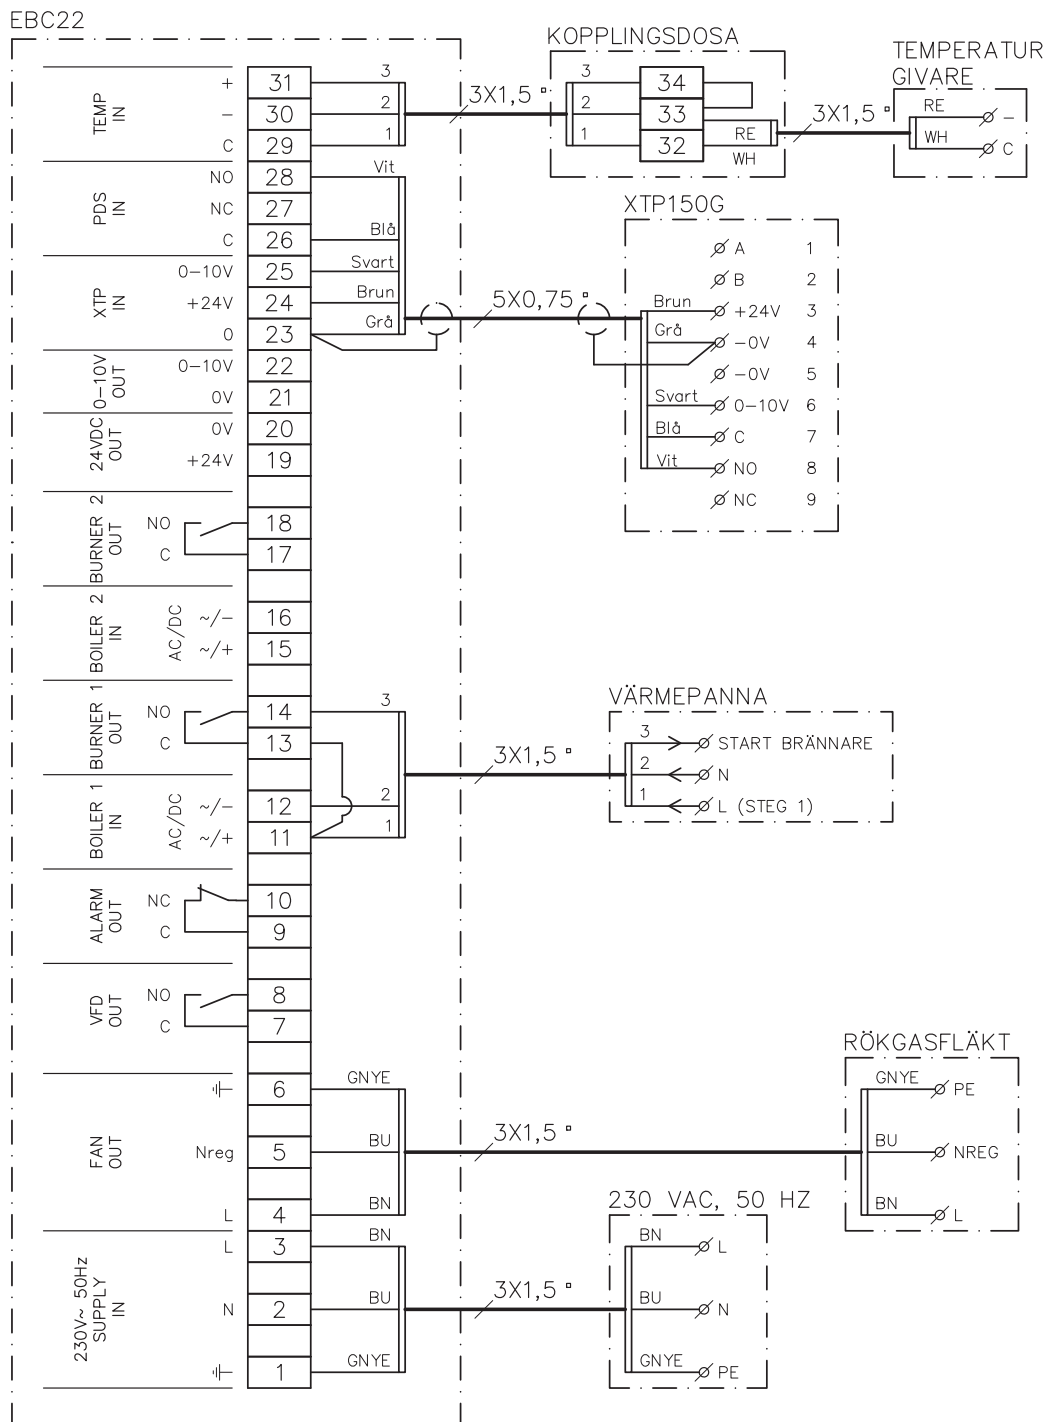 EBC22
KOPPLINGSDOSA
TEMPERATUR
GIVARE
TEMP
IN
+ 31 3
- 30 2
C 29 1
3X1,5 ▫
3 34
2 33
1 32
RE
WH
3X1,5 ▫
RE -
WH C
PDS
IN
NO 28 Vit
NC 27
C 26 Blå
XTP
IN
0-10V 25 Svart
+24V 24 Brun
0 23 Grå
5X0,75 ▫
XTP150G
A 1
B 2
Brun +24V 3
Grå -0V 4
-0V 5
Svart 0-10V 6
Blå C 7
Vit NO 8
NC 9
0-10V
OUT
0-10V 22
0V 21
24VDC
OUT
0V 20
+24V 19
BURNER 2
OUT
NO 18
C 17
BOILER 2
IN
AC/DC
~/- 16
~/+ 15
BURNER 1
OUT
NO 14 3
C 13
BOILER 1
IN
AC/DC
~/- 12 2
~/+ 11 1
3X1,5 ▫
VÄRMEPANNA
3 START BRÄNNARE
2 N
1 L (STEG 1)
ALARM
OUT
NC 10
C 9
VFD
OUT
NO 8
C 7
FAN
OUT
6 GNYE
Nreg 5 BU
L 4 BN
3X1,5 ▫
RÖKGASFLÄKT
GNYE PE
BU NREG
BN L
230V~ 50Hz
SUPPLY
IN
L 3 BN
N 2 BU
1 GNYE
3X1,5 ▫
230 VAC, 50 HZ
BN L
BU N
GNYE PE